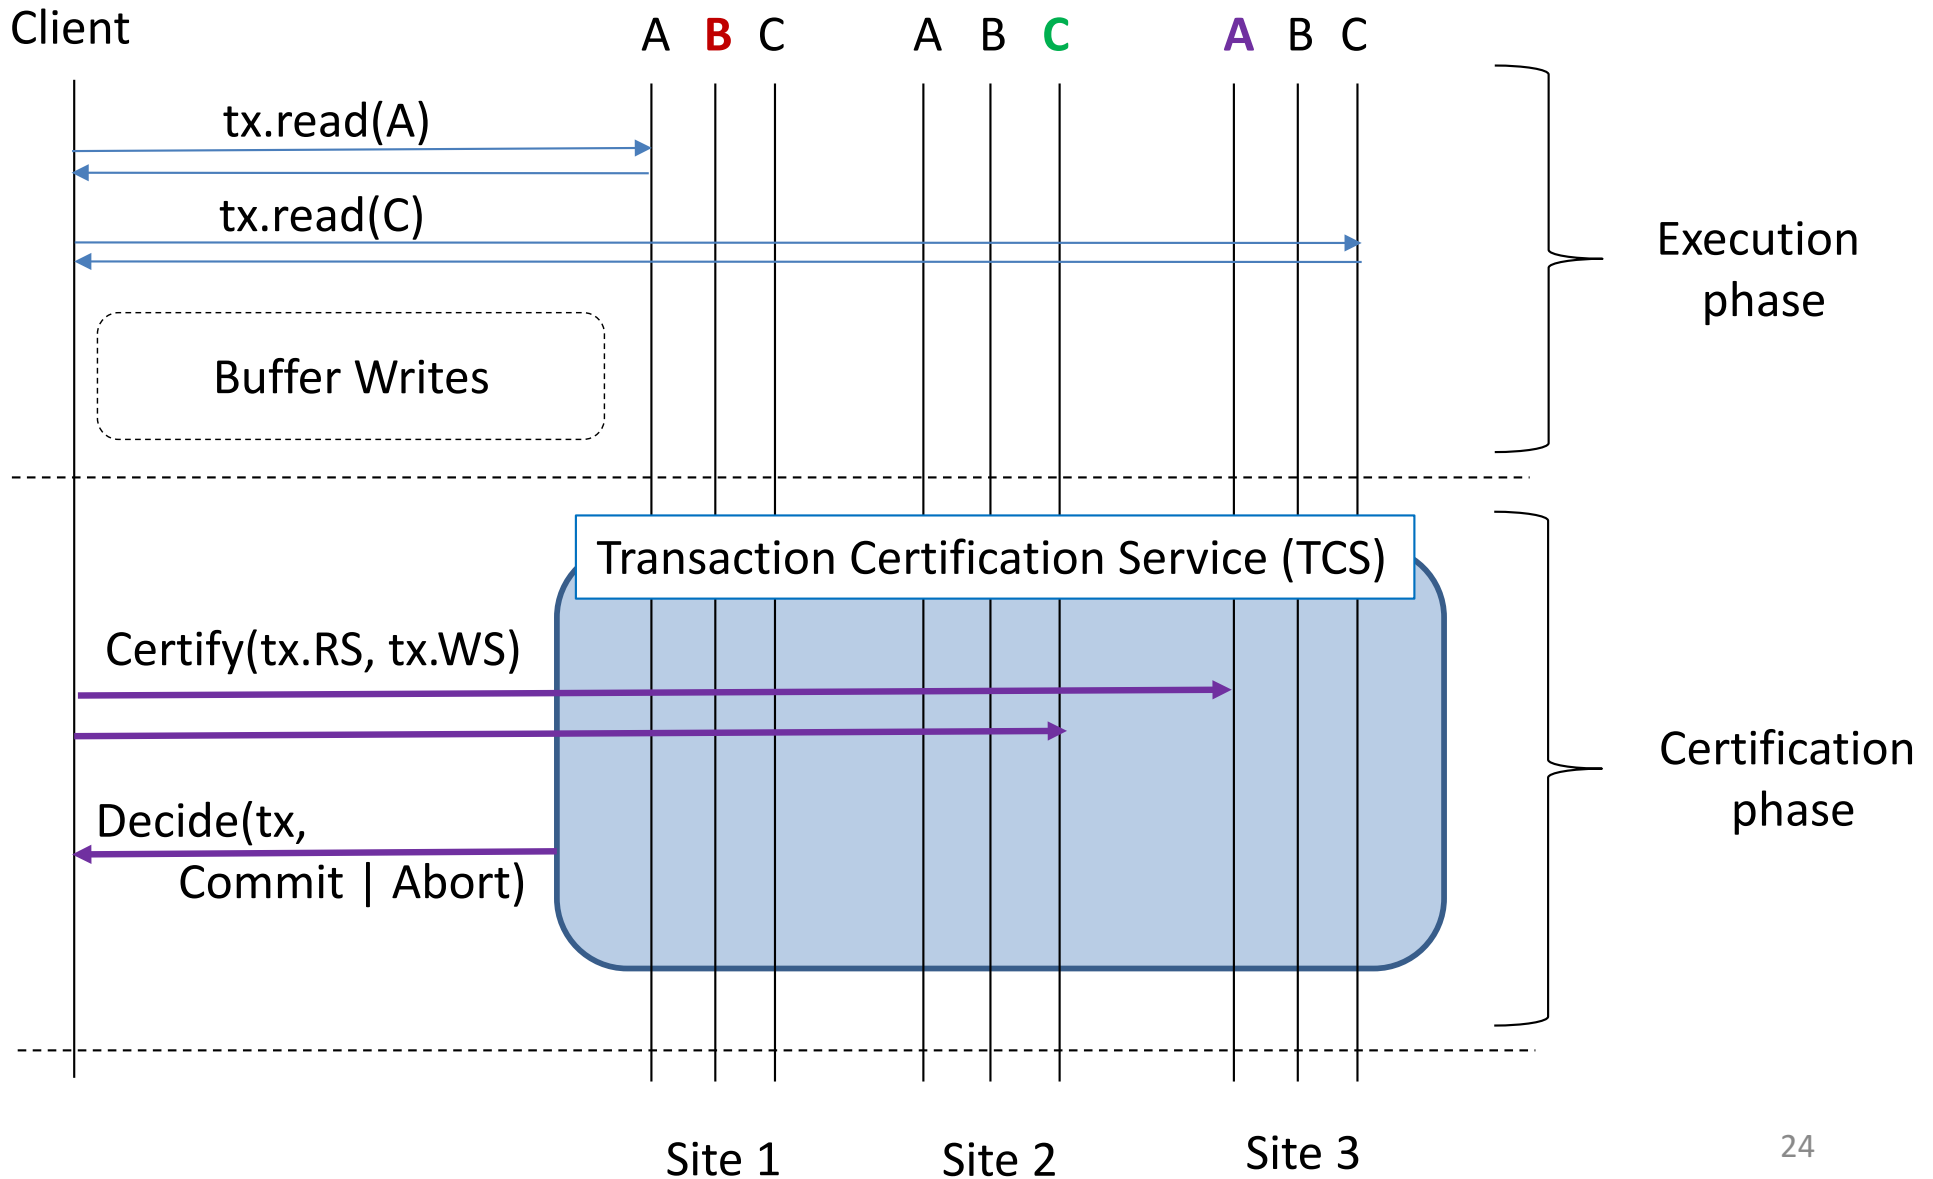 Client
A B C A B C A B C
tx.read(A)
tx.read(C)
Execution
phase
Buffer Writes
Transaction Certification Service (TCS)
Certify(tx.RS, tx.WS)
Certification
phase
Decide(tx,
Commit | Abort)
Site 1 Site 2 Site 3
24